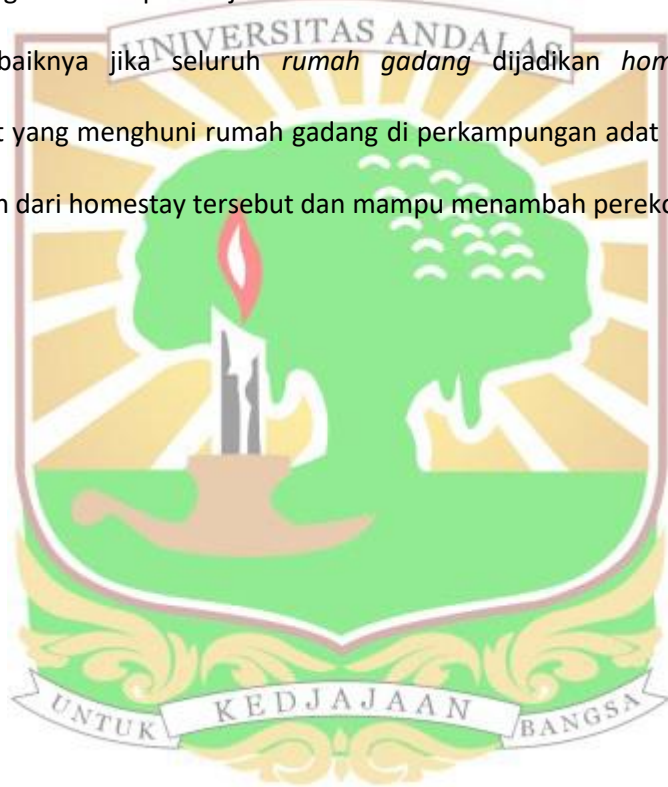 UNIVERSITAS ANDALAS
baiknya jika seluruh rumah gadang dijadikan hom
t yang menghuni rumah gadang di perkampungan adat
dari homestay tersebut dan mampu menambah pereko
UNTUK KEDJAJAAN BANGSA